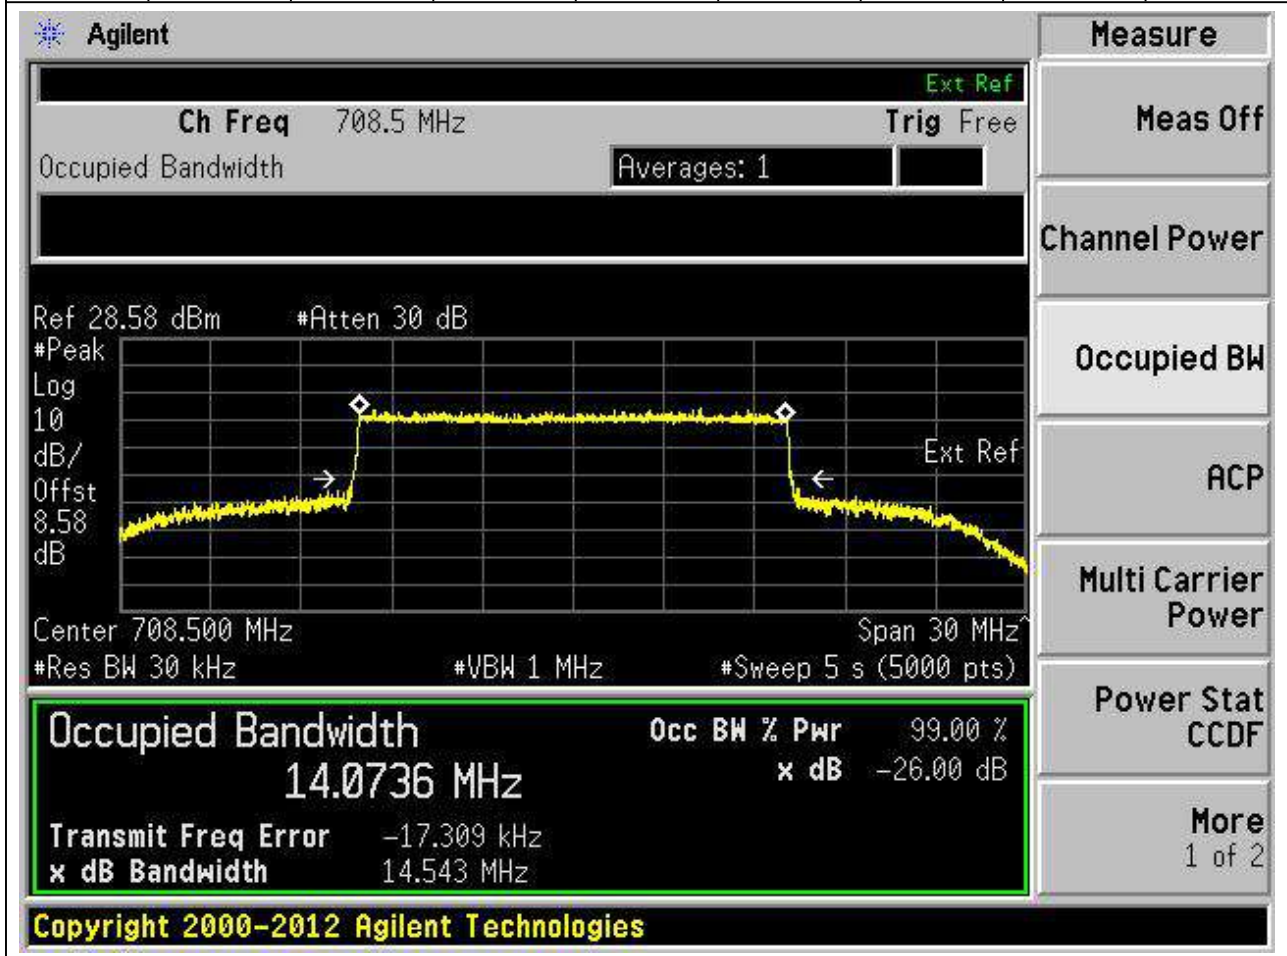 Agilent
Measure
Ext Ref
Ch Freq 708.5 MHz Trig Free
Occupied Bandwidth Averages: 1
Ref 28.58 dBm #Atten 30 dB
#Peak
Log
10
dB/
Offst
8.58
dB
Ext Ref
Center 708.500 MHz Span 30 MHz^
#Res BW 30 kHz #VBW 1 MHz #Sweep 5 s (5000 pts)
Occupied Bandwidth Occ BW % Pwr 99.00 %
14.0736 MHz x dB -26.00 dB
Transmit Freq Error -17.309 kHz
x dB Bandwidth 14.543 MHz
Meas Off
Channel Power
Occupied BW
ACP
Multi Carrier
Power
Power Stat
CCDF
More
1 of 2
Copyright 2000-2012 Agilent Technologies